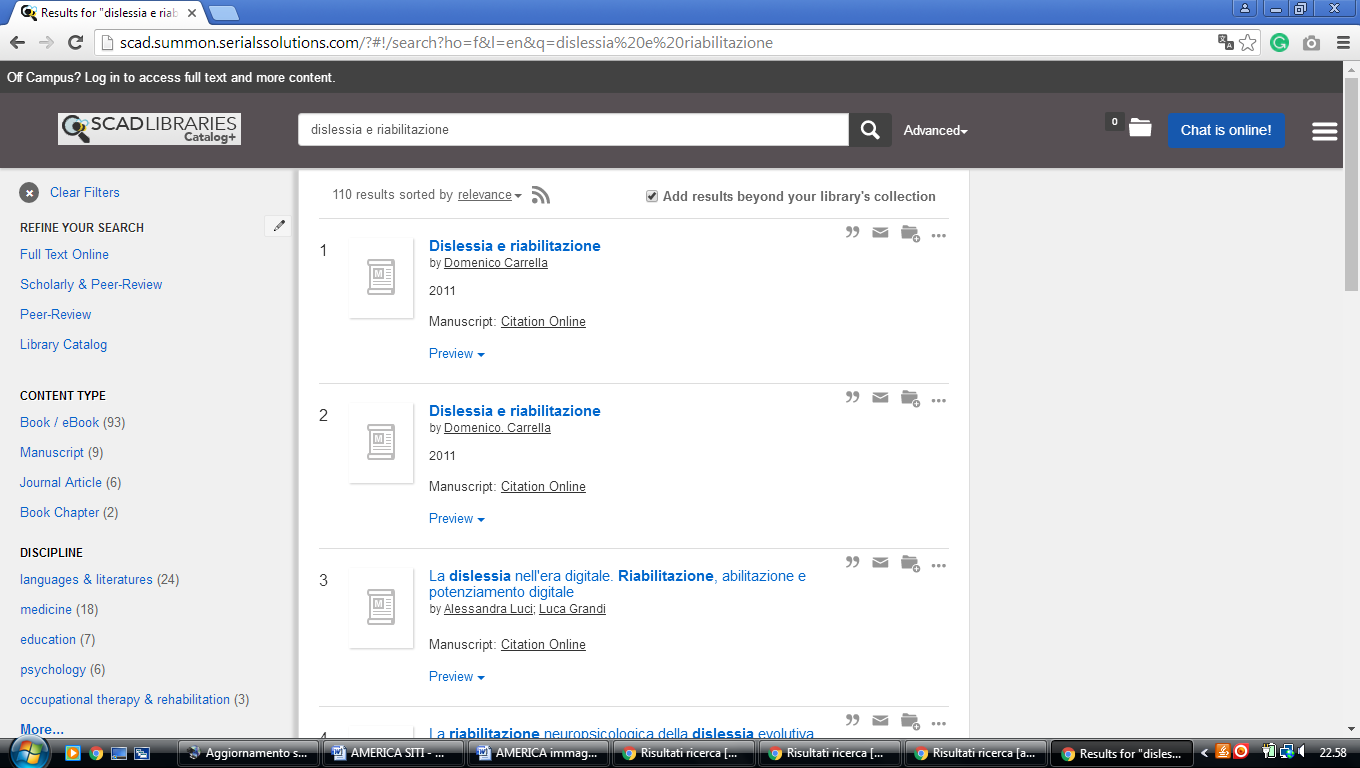 Results for "dislessia e riab
scad.summon.serialssolutions.com/?#!/search?ho=f&l=en&q=dislessia%20e%20riabilitazione
Off Campus? Log in to access full text and more content.
SCADLIBRARIES
Catalog+
dislessia e riabilitazione
Advanced
0
Chat is online!
Clear Filters
REFINE YOUR SEARCH
Full Text Online
Scholarly & Peer-Review
Peer-Review
Library Catalog
CONTENT TYPE
Book / eBook (93)
Manuscript (9)
Journal Article (6)
Book Chapter (2)
DISCIPLINE
languages & literatures (24)
medicine (18)
education (7)
psychology (6)
occupational therapy & rehabilitation (3)
More...
110 results sorted by relevance
Add results beyond your library's collection
1
M
Dislessia e riabilitazione
by Domenico Carrella
2011
Manuscript: Citation Online
Preview
2
M
Dislessia e riabilitazione
by Domenico. Carrella
2011
Manuscript: Citation Online
Preview
3
M
La dislessia nell'era digitale. Riabilitazione, abilitazione e
potenziamento digitale
by Alessandra Luci; Luca Grandi
Manuscript: Citation Online
Preview
4
La riabilitazione neuropsicologica della dislessia evolutiva
Aggiornamento s...
AMERICA SITI - ...
AMERICA immag...
Risultati ricerca [...
Risultati ricerca [...
Risultati ricerca [a...
Results for "disles...
22.58